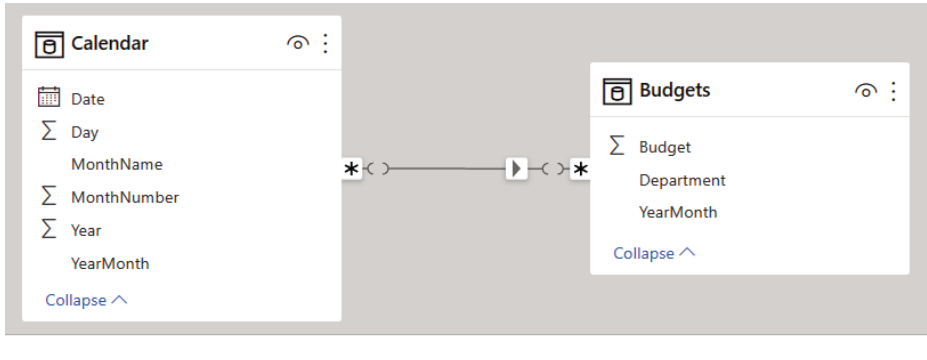 Calendar
Date
Day
MonthName
MonthNumber
Year
YearMonth
Collapse
Budgets
Budget
Department
YearMonth
Collapse